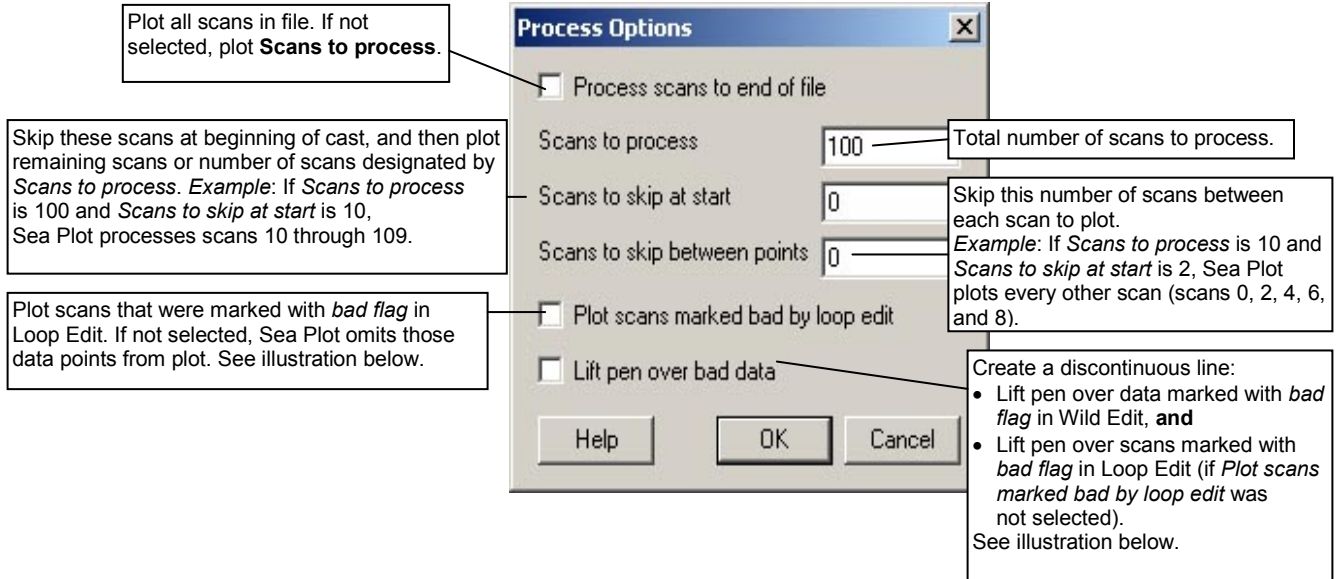 Plot all scans in file. If not
selected, plot Scans to process.
Process Options
Process scans to end of file
Skip these scans at beginning of cast, and then plot
remaining scans or number of scans designated by
Scans to process. Example: If Scans to process
is 100 and Scans to skip at start is 10,
Sea Plot processes scans 10 through 109.
Scans to process
100
Total number of scans to process.
Scans to skip at start
0
Scans to skip between points
0
Skip this number of scans between
each scan to plot.
Example: If Scans to process is 10 and
Scans to skip at start is 2, Sea Plot
plots every other scan (scans 0, 2, 4, 6,
and 8).
Plot scans that were marked with bad flag in
Loop Edit. If not selected, Sea Plot omits those
data points from plot. See illustration below.
Plot scans marked bad by loop edit
Lift pen over bad data
Create a discontinuous line:
• Lift pen over data marked with bad
flag in Wild Edit, and
• Lift pen over scans marked with
bad flag in Loop Edit (if Plot scans
marked bad by loop edit was
not selected).
See illustration below.
Help
OK
Cancel